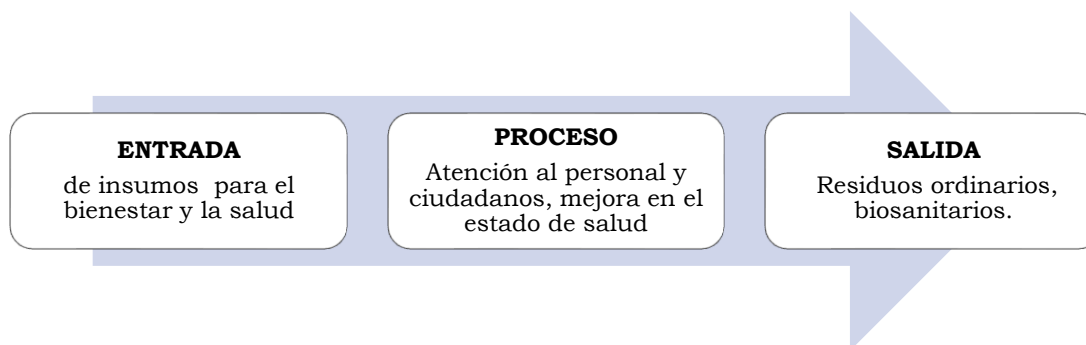 ENTRADA
de insumos para el
bienestar y la salud
PROCESO
Atención al personal y
ciudadanos, mejora en el
estado de salud
SALIDA
Residuos ordinarios,
biosanitarios.